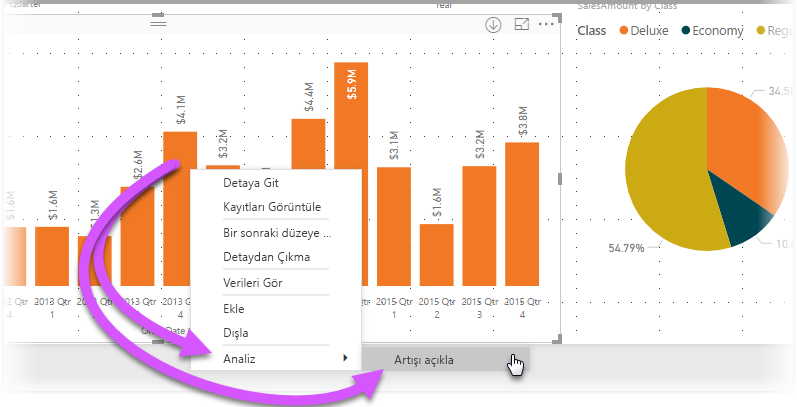 Quarter
Year
SalesAmount by Class
Class Deluxe Economy Regu
$1.6M
$1.6M
$1.3M
$2.6M
$4.1M
$3.2M
$4.4M
$5.9M
$3.1M
$1.6M
$3.2M
$3.8M
34.5
54.79%
10.6
Detaya Git
Kayıtları Görüntüle
Bir sonraki düzeye ...
Detaydan Çıkma
Verileri Gör
Ekle
Dışla
Analiz
Artışı açıkla
2013 Qtr
1
2013 Qtr
2
2013 Qtr
3
2013 Qtr
4
2015 Qtr
1
2015 Qtr
2
2015 Qtr
3
2015 Qtr
4
Date